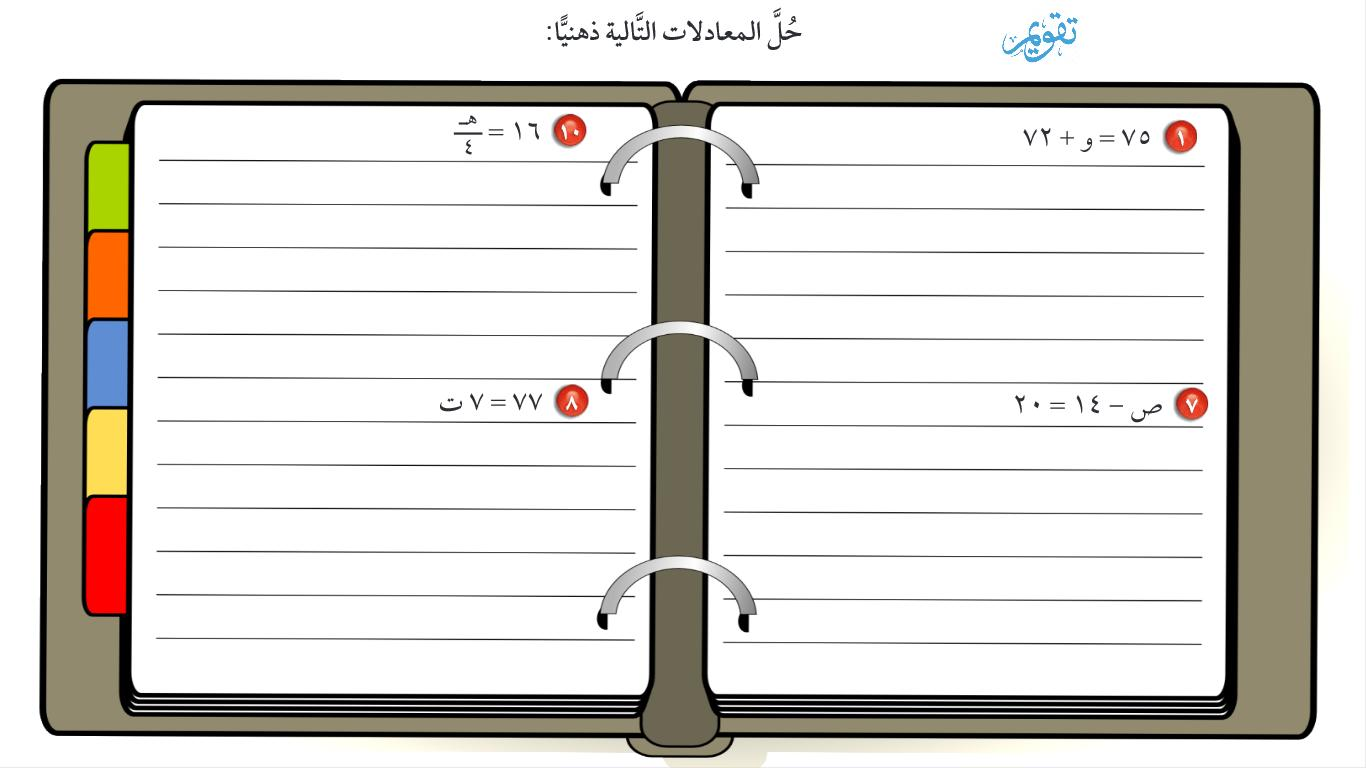 تقويم
حُلَّ المعادلات التَّالية ذهنيًّا:
١ ٧٥ = و + ٧٢
٧ ص – ١٤ = ٢٠
١٠ ١٦ = هـ/٤
٨ ٧٧ = ٧ ت